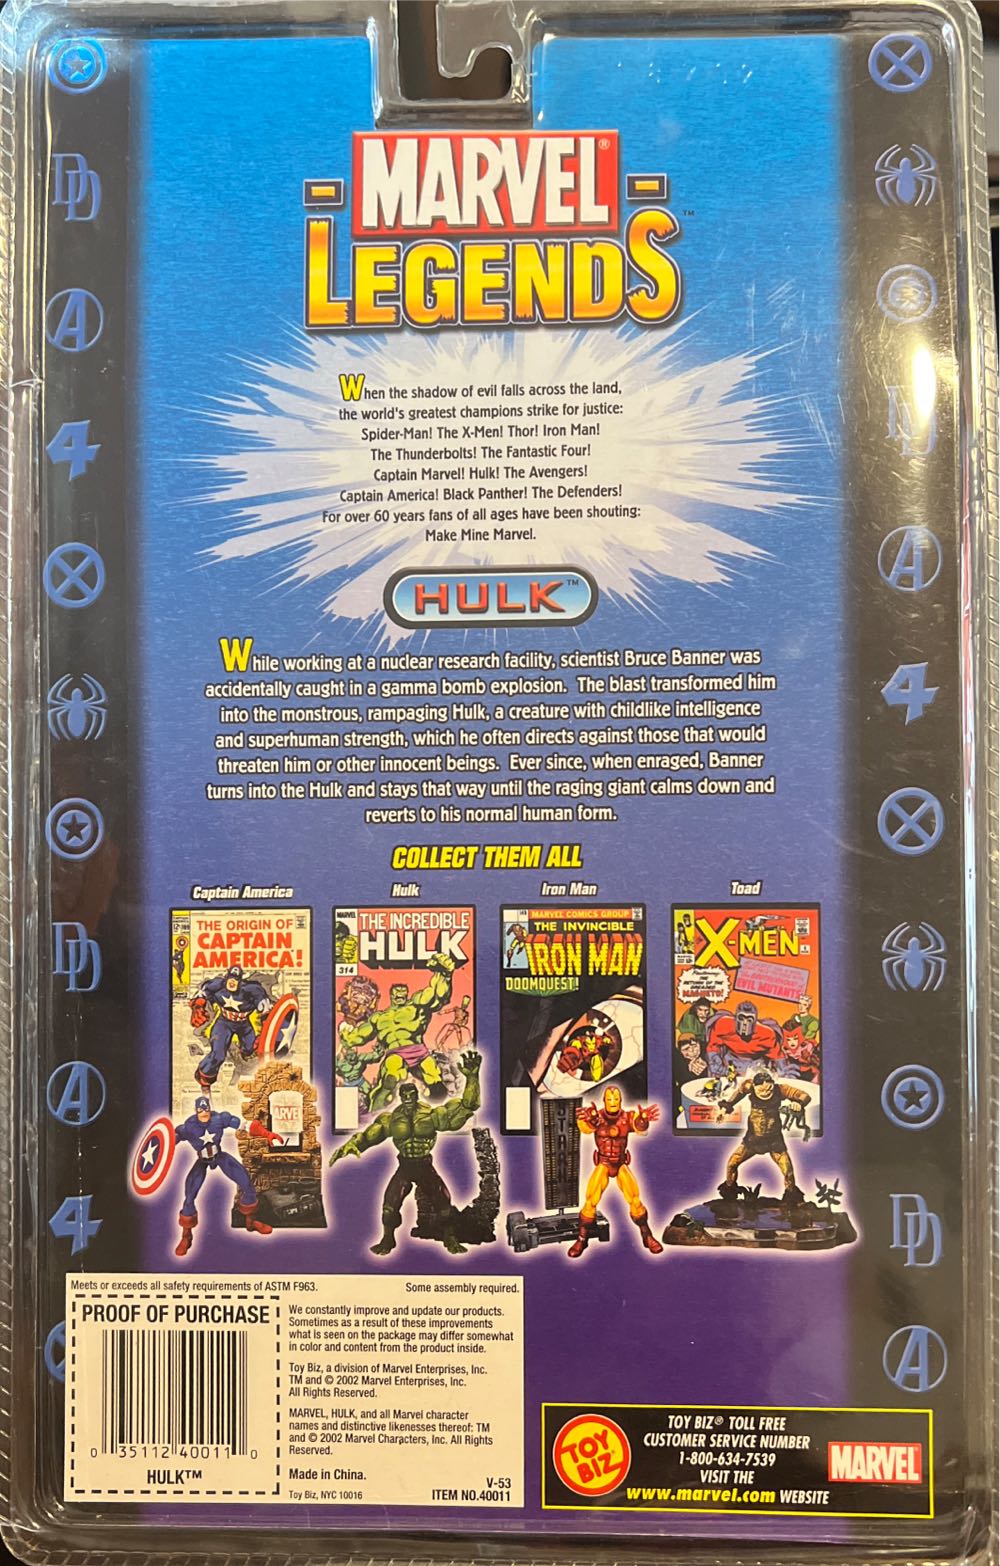 MARVEL®
LEGENDS™
When the shadow of evil falls across the land,
the world's greatest champions strike for justice:
Spider-Man! The X-Men! Thor! Iron Man!
The Thunderbolts! The Fantastic Four!
Captain Marvel! Hulk! The Avengers!
Captain America! Black Panther! The Defenders!
For over 60 years fans of all ages have been shouting:
Make Mine Marvel.
HULK™
While working at a nuclear research facility, scientist Bruce Banner was
accidentally caught in a gamma bomb explosion. The blast transformed him
into the monstrous, rampaging Hulk, a creature with childlike intelligence
and superhuman strength, which he often directs against those that would
threaten him or other innocent beings. Ever since, when enraged, Banner
turns into the Hulk and stays that way until the raging giant calms down and
reverts to his normal human form.
COLLECT THEM ALL
Captain America
THE ORIGIN OF
CAPTAIN
AMERICA!
Hulk
MARVEL
THE INCREDIBLE
HULK
314
Iron Man
MARVEL COMICS GROUP
THE INVINCIBLE
IRON MAN
DOOMQUEST!
STARK
Toad
X-MEN
MAGNETO!
EVIL MUTANTS
Meets or exceeds all safety requirements of ASTM F963.
Some assembly required.
PROOF OF PURCHASE
0 35112 40011 0
HULK™
We constantly improve and update our products.
Sometimes as a result of these improvements
what is seen on the package may differ somewhat
in color and content from the product inside.
Toy Biz, a division of Marvel Enterprises, Inc.
TM and © 2002 Marvel Enterprises, Inc.
All Rights Reserved.
MARVEL, HULK, and all Marvel character
names and distinctive likenesses thereof: TM
and © 2002 Marvel Characters, Inc. All Rights
Reserved.
Made in China.
Toy Biz, NYC 10016
V-53
ITEM NO.40011
TOY BIZ
TOY BIZ® TOLL FREE
CUSTOMER SERVICE NUMBER
1-800-634-7539
VISIT THE
www.marvel.com WEBSITE
MARVEL